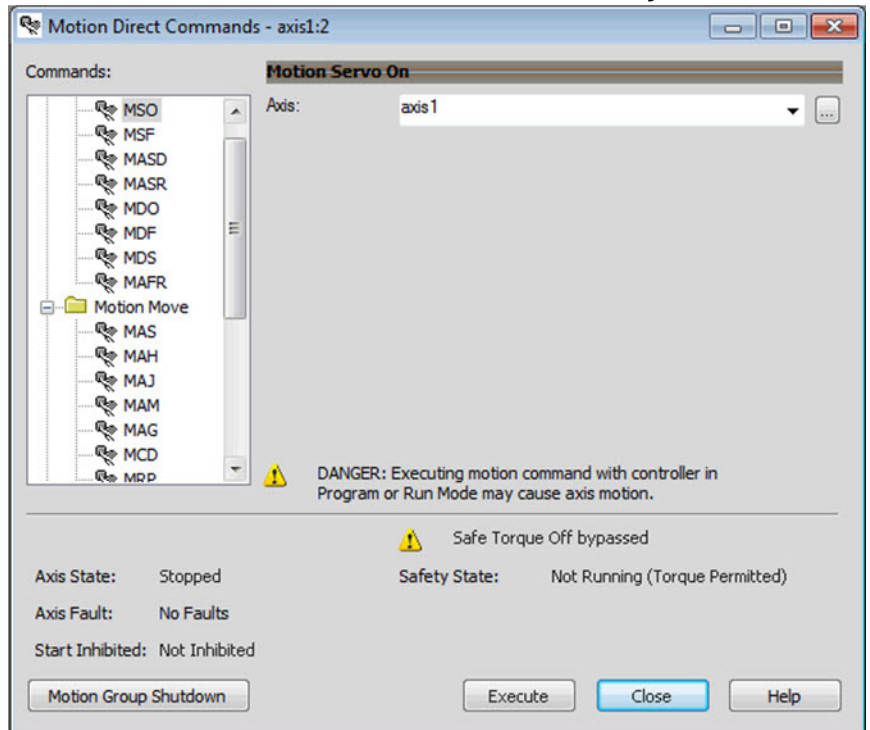 Motion Direct Commands - axis1:2
Commands:
Motion Servo On
MSO
MSF
MASD
MASR
MDO
MDF
MDS
MAFR
Motion Move
MAS
MAH
MAJ
MAM
MAG
MCD
MRP
Axis:
axis1
...
DANGER: Executing motion command with controller in
Program or Run Mode may cause axis motion.
Safe Torque Off bypassed
Axis State: Stopped
Safety State: Not Running (Torque Permitted)
Axis Fault: No Faults
Start Inhibited: Not Inhibited
Motion Group Shutdown
Execute
Close
Help